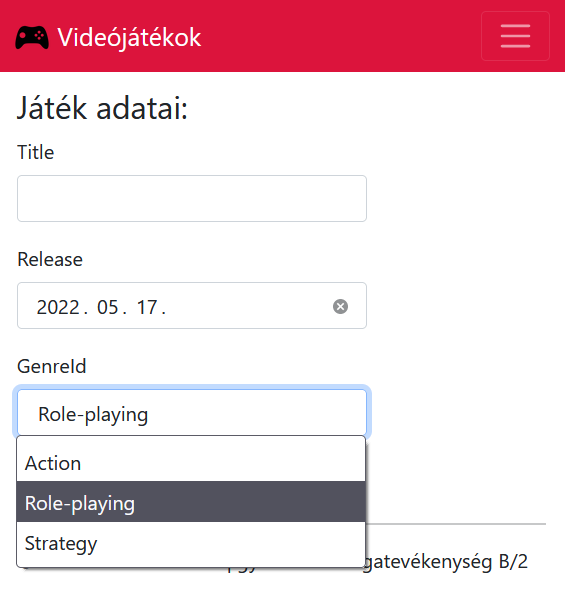 Videójátékok
Játék adatai:
Title
Release
2022. 05. 17.
GenreId
Role-playing
Action
Role-playing
Strategy
gatevékenység B/2